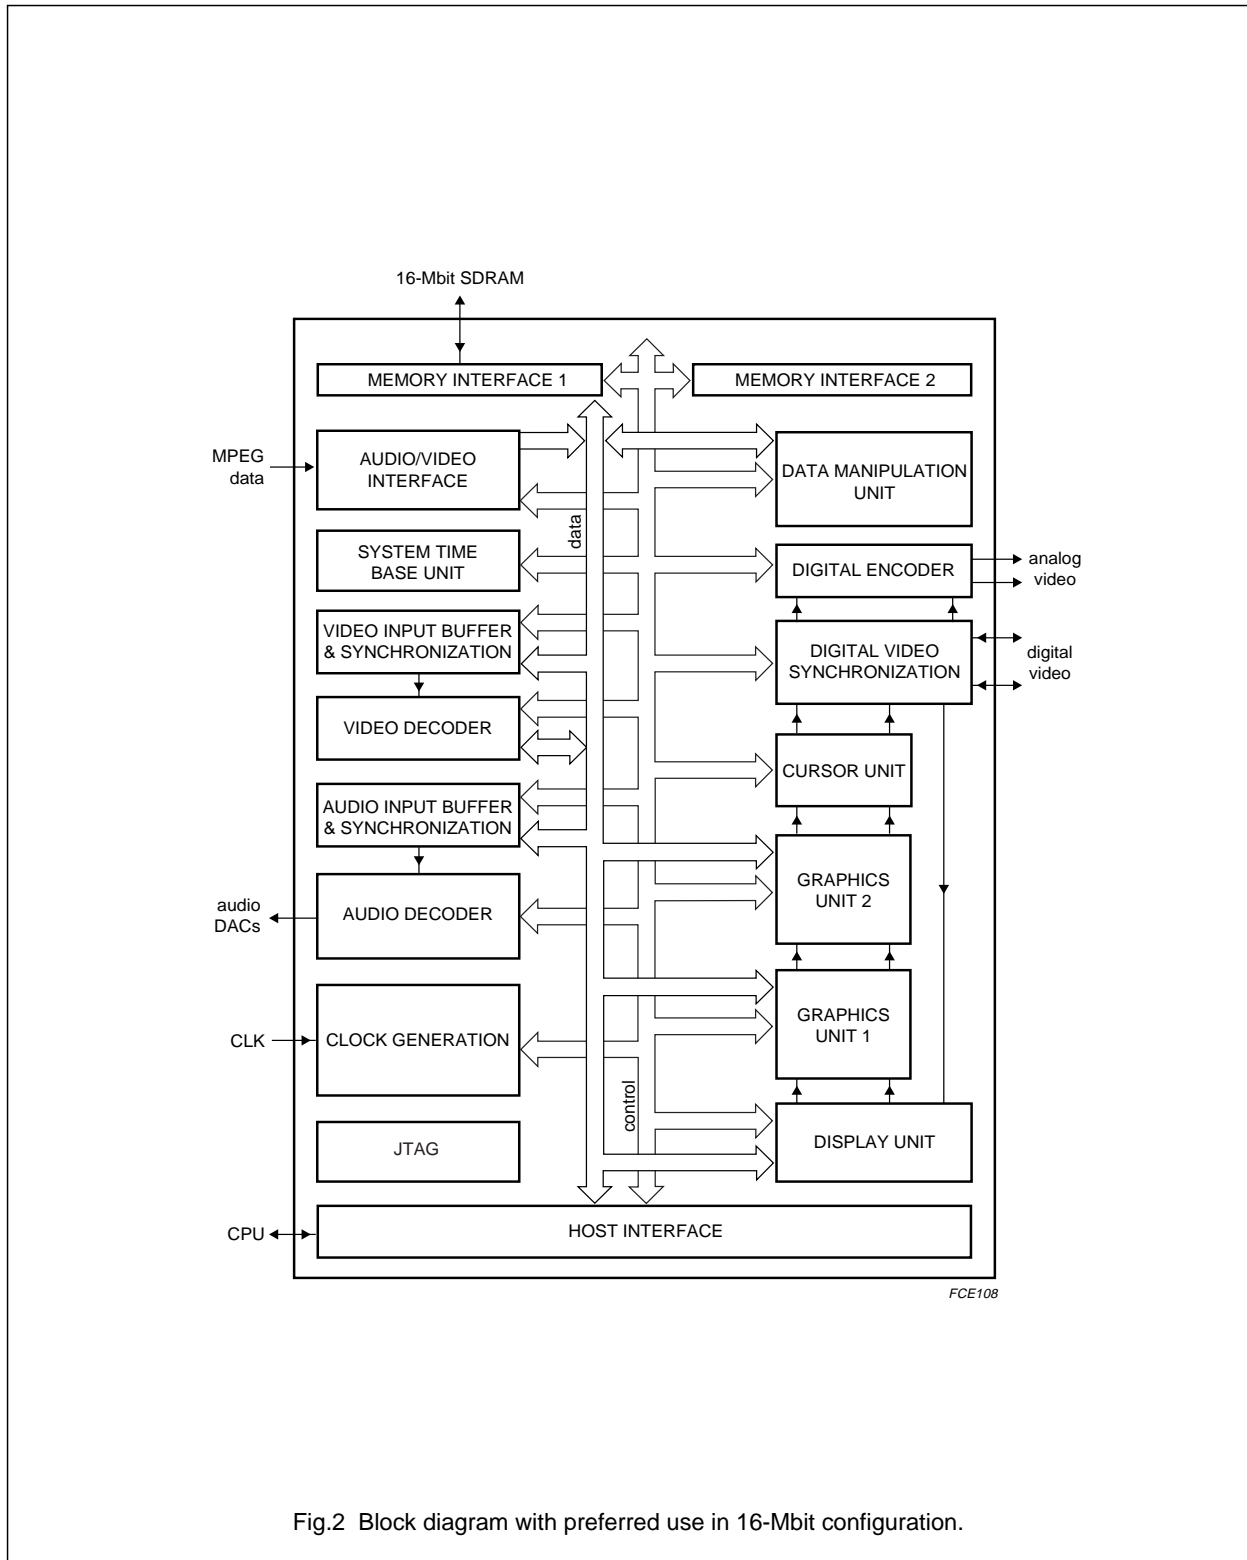 16-Mbit SDRAM
MEMORY INTERFACE 1
MEMORY INTERFACE 2
MPEG
data
AUDIO/VIDEO
INTERFACE
DATA MANIPULATION
UNIT
data
SYSTEM TIME
BASE UNIT
DIGITAL ENCODER
analog
video
VIDEO INPUT BUFFER
& SYNCHRONIZATION
DIGITAL VIDEO
SYNCHRONIZATION
digital
video
VIDEO DECODER
CURSOR UNIT
AUDIO INPUT BUFFER
& SYNCHRONIZATION
GRAPHICS
UNIT 2
audio
DACs
AUDIO DECODER
CLK
CLOCK GENERATION
GRAPHICS
UNIT 1
control
JTAG
DISPLAY UNIT
CPU
HOST INTERFACE
FCE108
Fig.2 Block diagram with preferred use in 16-Mbit configuration.